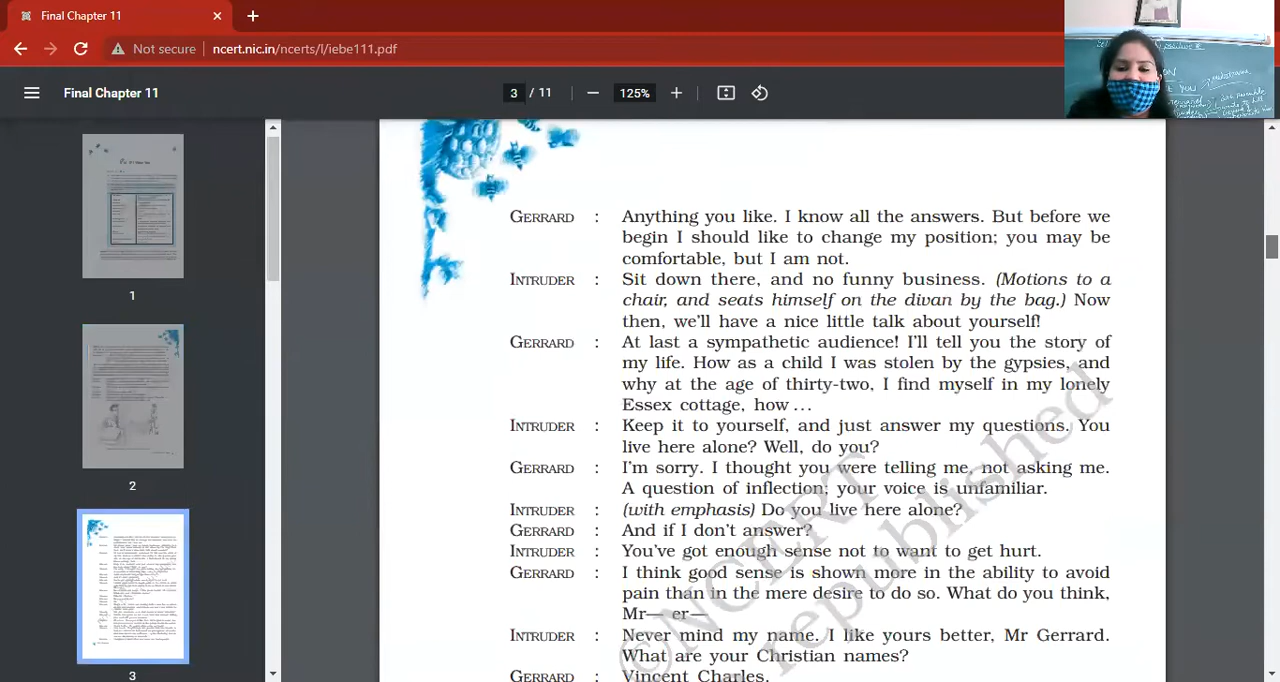 Final Chapter 11
Not secure
ncert.nic.in/ncerts/l/iebe111.pdf
Final Chapter 11
3 / 11
125%
1
2
3
GERRARD : Anything you like. I know all the answers. But before we
begin I should like to change my position; you may be
comfortable, but I am not.
INTRUDER : Sit down there, and no funny business. (Motions to a
chair, and seats himself on the divan by the bag.) Now
then, we'll have a nice little talk about yourself!
GERRARD : At last a sympathetic audience! I'll tell you the story of
my life. How as a child I was stolen by the gypsies, and
why at the age of thirty-two, I find myself in my lonely
Essex cottage, how ...
INTRUDER : Keep it to yourself, and just answer my questions. You
live here alone? Well, do you?
GERRARD : I'm sorry. I thought you were telling me, not asking me.
A question of inflection; your voice is unfamiliar.
INTRUDER : (with emphasis) Do you live here alone?
GERRARD : And if I don't answer
INTRUDER : You've got enough sense not to want to get hurt.
GERRARD : I think good sense is shown more in the ability to avoid
pain than in the mere desire to do so. What do you think,
Mr— er—
INTRUDER : Never mind my name. I like yours better, Mr Gerrard.
What are your Christian names?
GERRARD : Vincent Charles.
© NCERT
republished